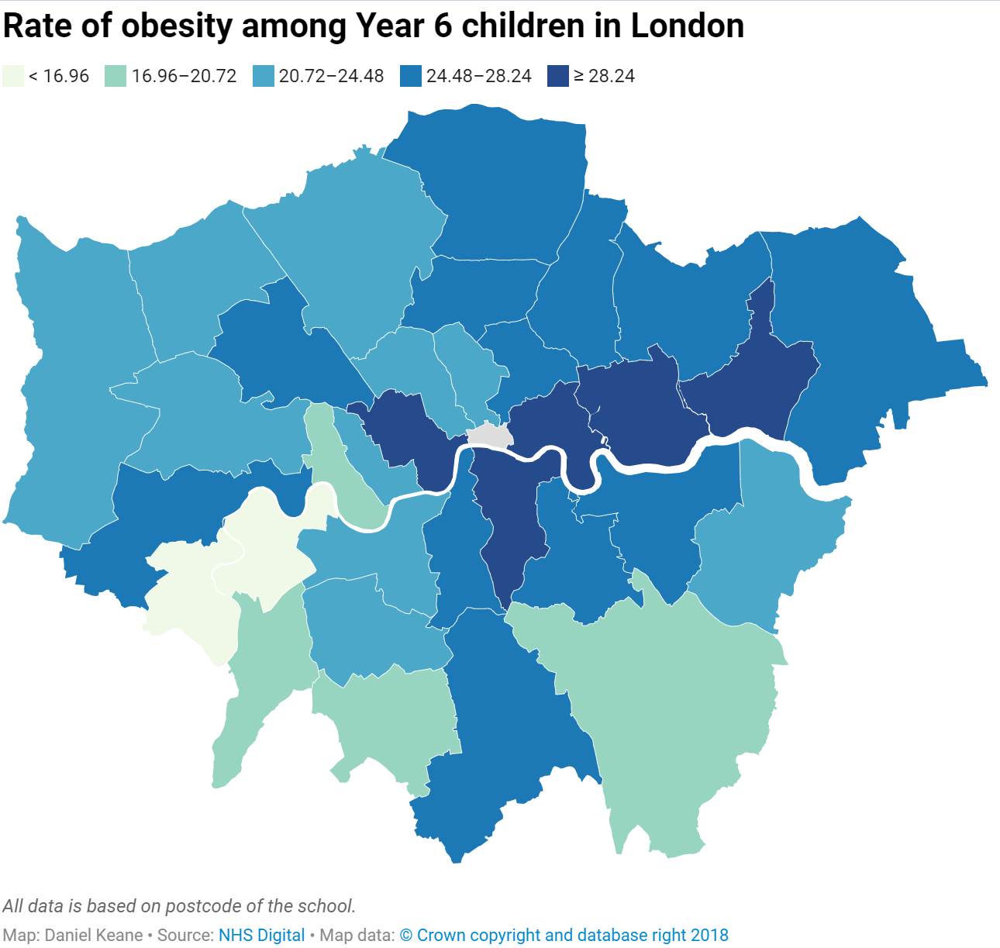 Rate of obesity among Year 6 children in London
< 16.96 16.96–20.72 20.72–24.48 24.48–28.24 ≥ 28.24
All data is based on postcode of the school.
Map: Daniel Keane • Source: NHS Digital • Map data: © Crown copyright and database right 2018